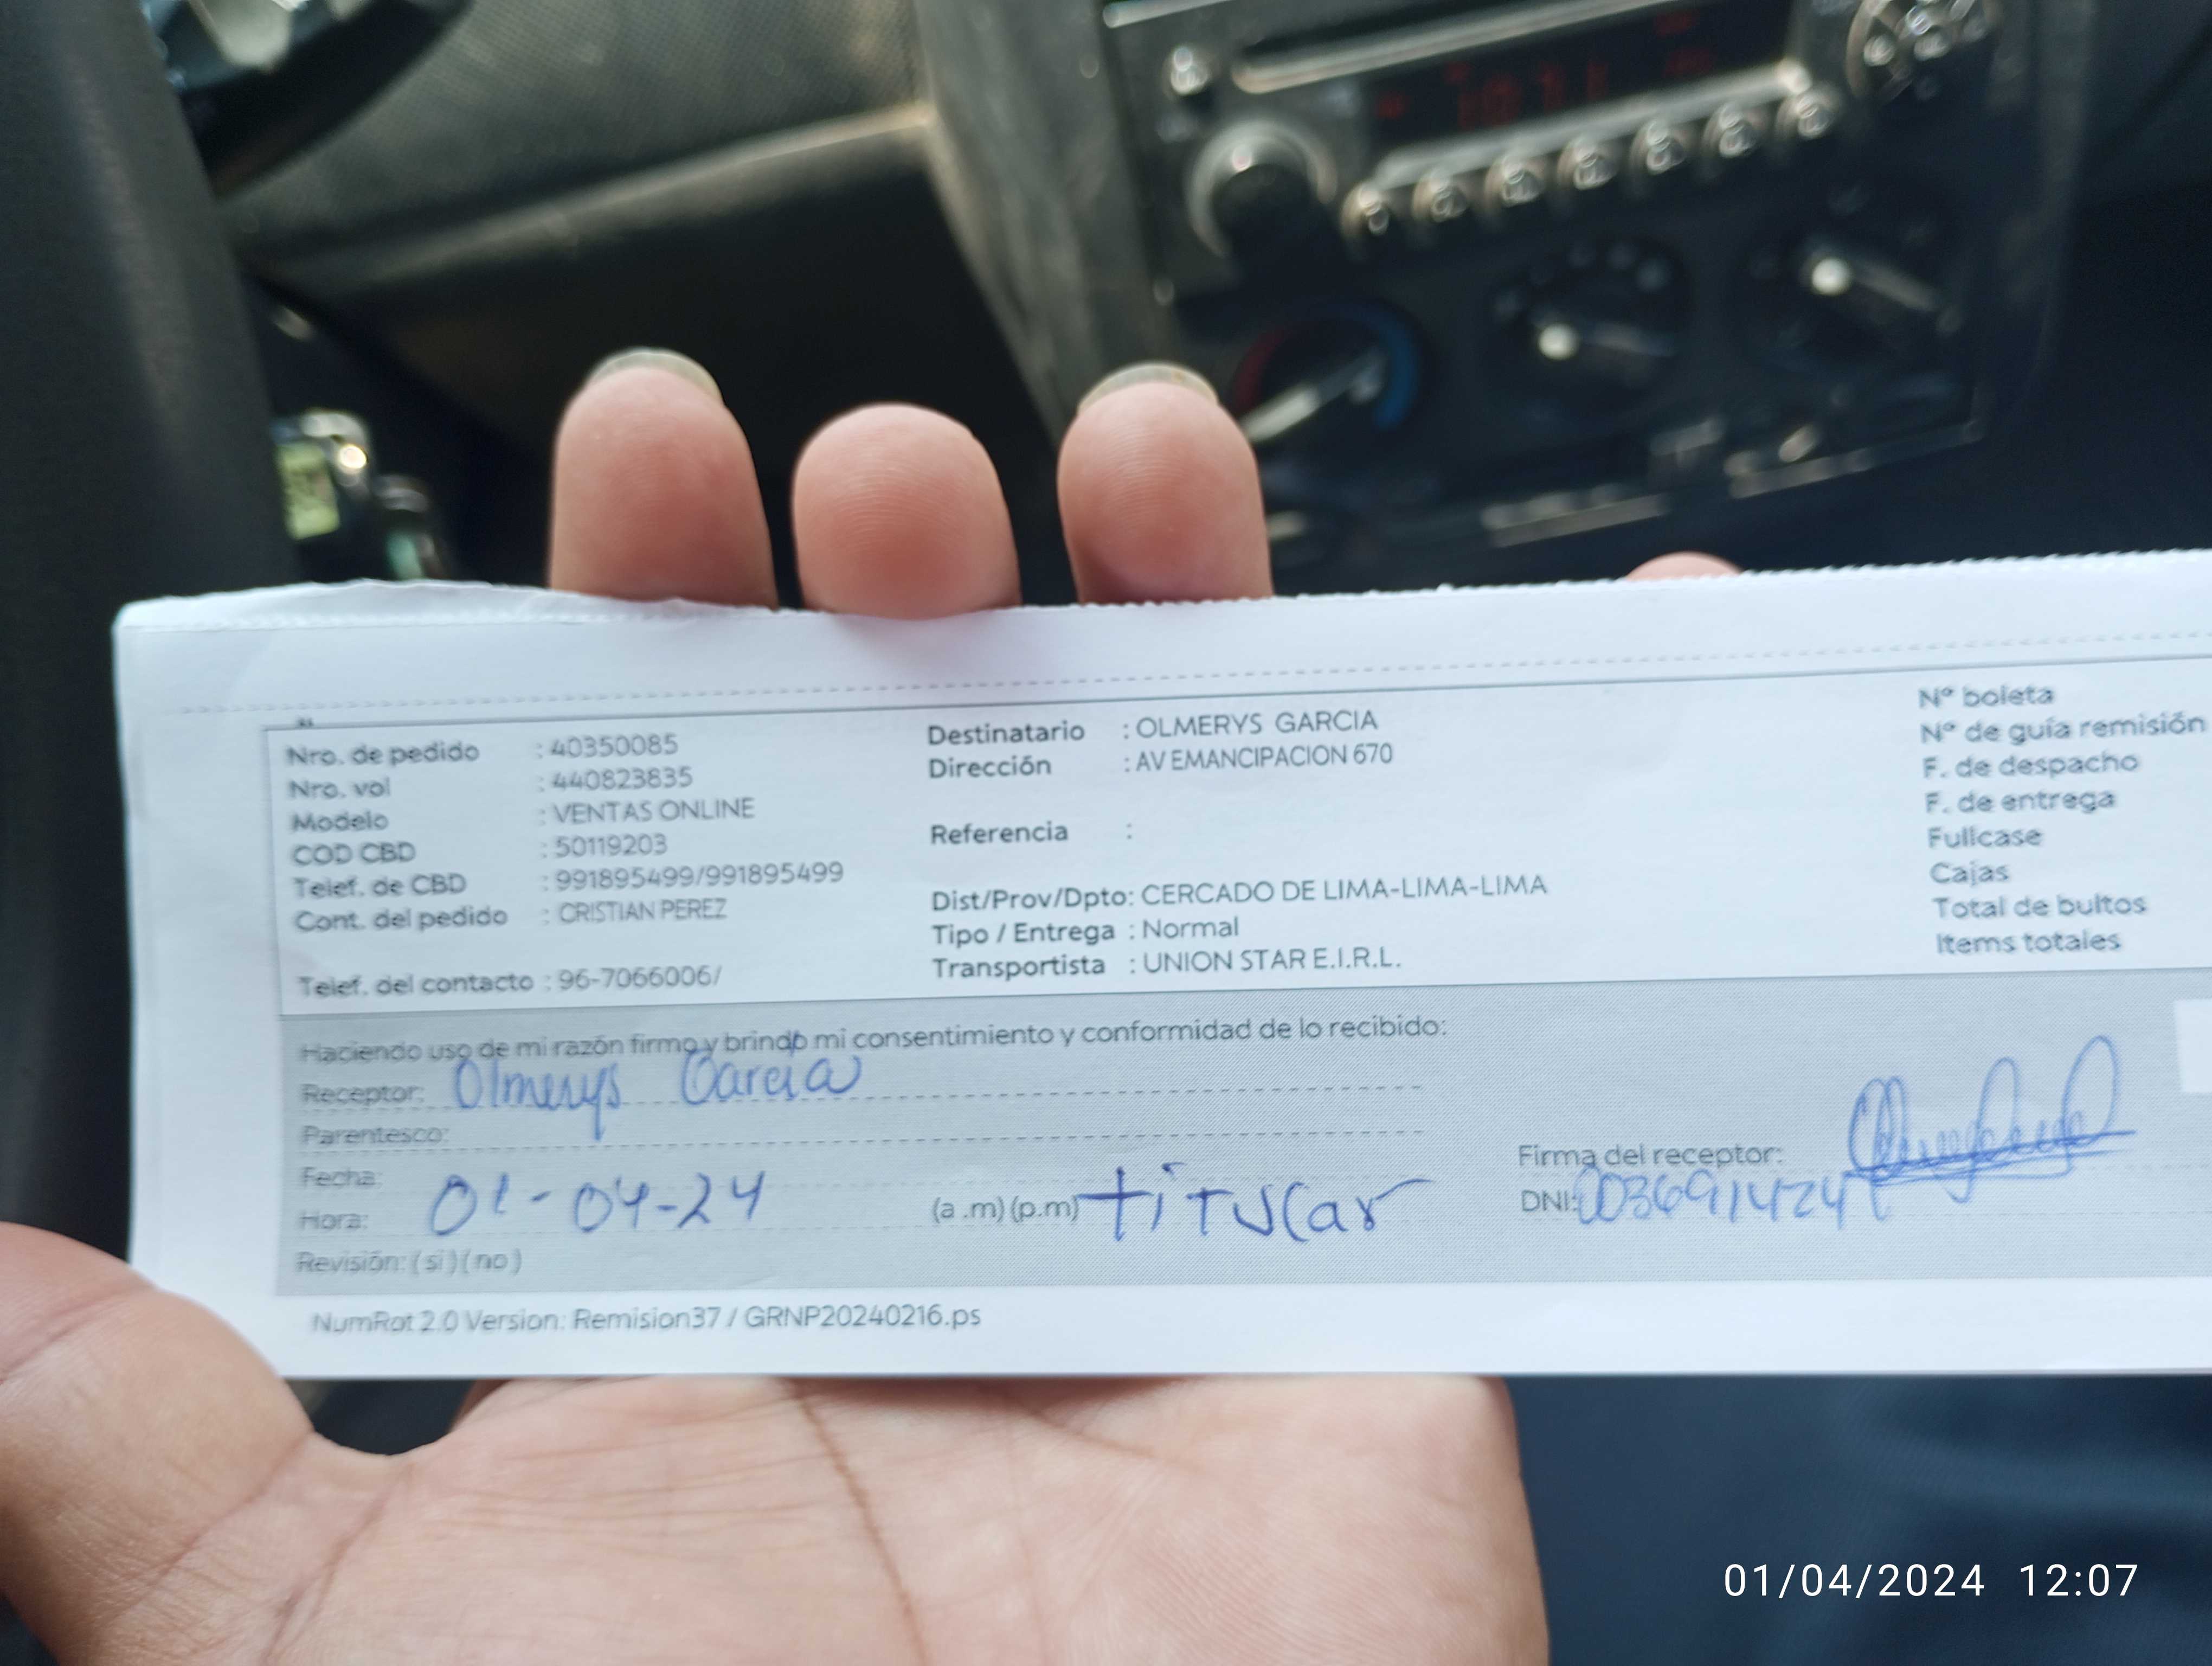 Nro. de pedido : 40350085
Nro. vol : 440823835
Modelo : VENTAS ONLINE
COD CBD : 50119203
Telef. de CBD : 991895499/991895499
Cont. del pedido : CRISTIAN PEREZ
Telef. del contacto : 96-7066006/
Destinatario : OLMERYS GARCIA
Dirección : AV EMANCIPACION 670
Referencia :
Dist/Prov/Dpto: CERCADO DE LIMA-LIMA-LIMA
Tipo / Entrega : Normal
Transportista : UNION STAR E.I.R.L.
Nº boleta
Nº de guía remisión
F. de despacho
F. de entrega
Fullcase
Cajas
Total de bultos
Items totales
Haciendo uso de mi razón firmo y brindo mi consentimiento y conformidad de lo recibido:
Receptor: Olmerys Garcia
Parentesco:
Fecha:
Hora: 01-04-24 (a.m)(p.m)
Revisión: (si)(no)
Firma del receptor:
DNI:
NumRot 2.0 Version: Remision37 / GRNP20240216.ps
01/04/2024 12:07